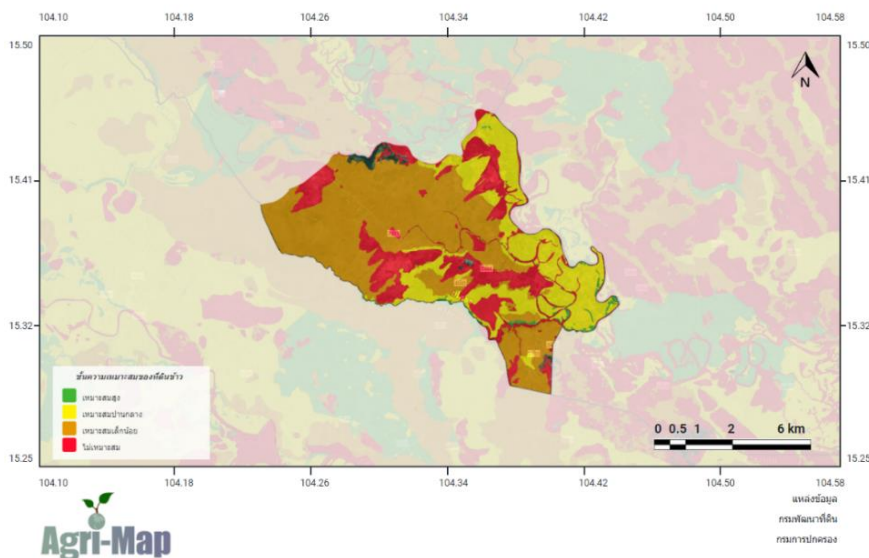 104.10 104.18 104.26 104.34 104.42 104.50 104.58
15.50 15.50
N
15.41 15.41
15.32 15.32
ชั้นความเหมาะสมของที่ดินข้าว
เหมาะสมสูง
เหมาะสมปานกลาง
เหมาะสมเล็กน้อย
ไม่เหมาะสม
0 0.5 1 2 6 km
15.25 15.25
104.10 104.18 104.26 104.34 104.42 104.50 104.58
แหล่งข้อมูล
กรมพัฒนาที่ดิน
กรมการปกครอง
Agri-Map